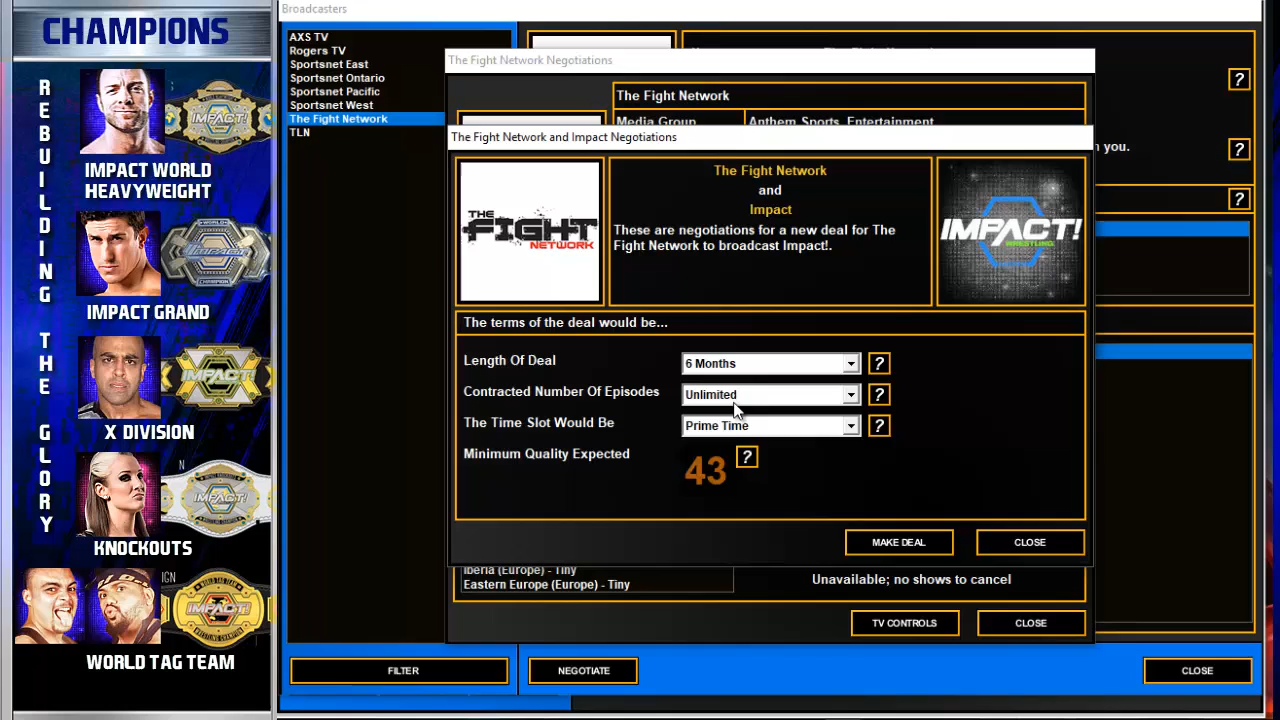 CHAMPIONS
REBUILDING THE GLORY
IMPACT WORLD
HEAVYWEIGHT
IMPACT GRAND
X DIVISION
KNOCKOUTS
WORLD TAG TEAM
Broadcasters
AXS TV
Rogers TV
Sportsnet East
Sportsnet Ontario
Sportsnet Pacific
Sportsnet West
The Fight Network
TLN
The Fight Network Negotiations
The Fight Network
Media Group
Anthem Sports Entertainment
The Fight Network and Impact Negotiations
THE
FIGHT
NETWORK
The Fight Network
and
Impact
These are negotiations for a new deal for The
Fight Network to broadcast Impact!.
IMPACT!
WRESTLING
you.
?
?
?
The terms of the deal would be...
Length Of Deal
6 Months
?
Contracted Number Of Episodes
Unlimited
?
The Time Slot Would Be
Prime Time
?
Minimum Quality Expected
43
?
MAKE DEAL
CLOSE
Iberia (Europe) - Tiny
Eastern Europe (Europe) - Tiny
Unavailable; no shows to cancel
TV CONTROLS
CLOSE
FILTER
NEGOTIATE
CLOSE